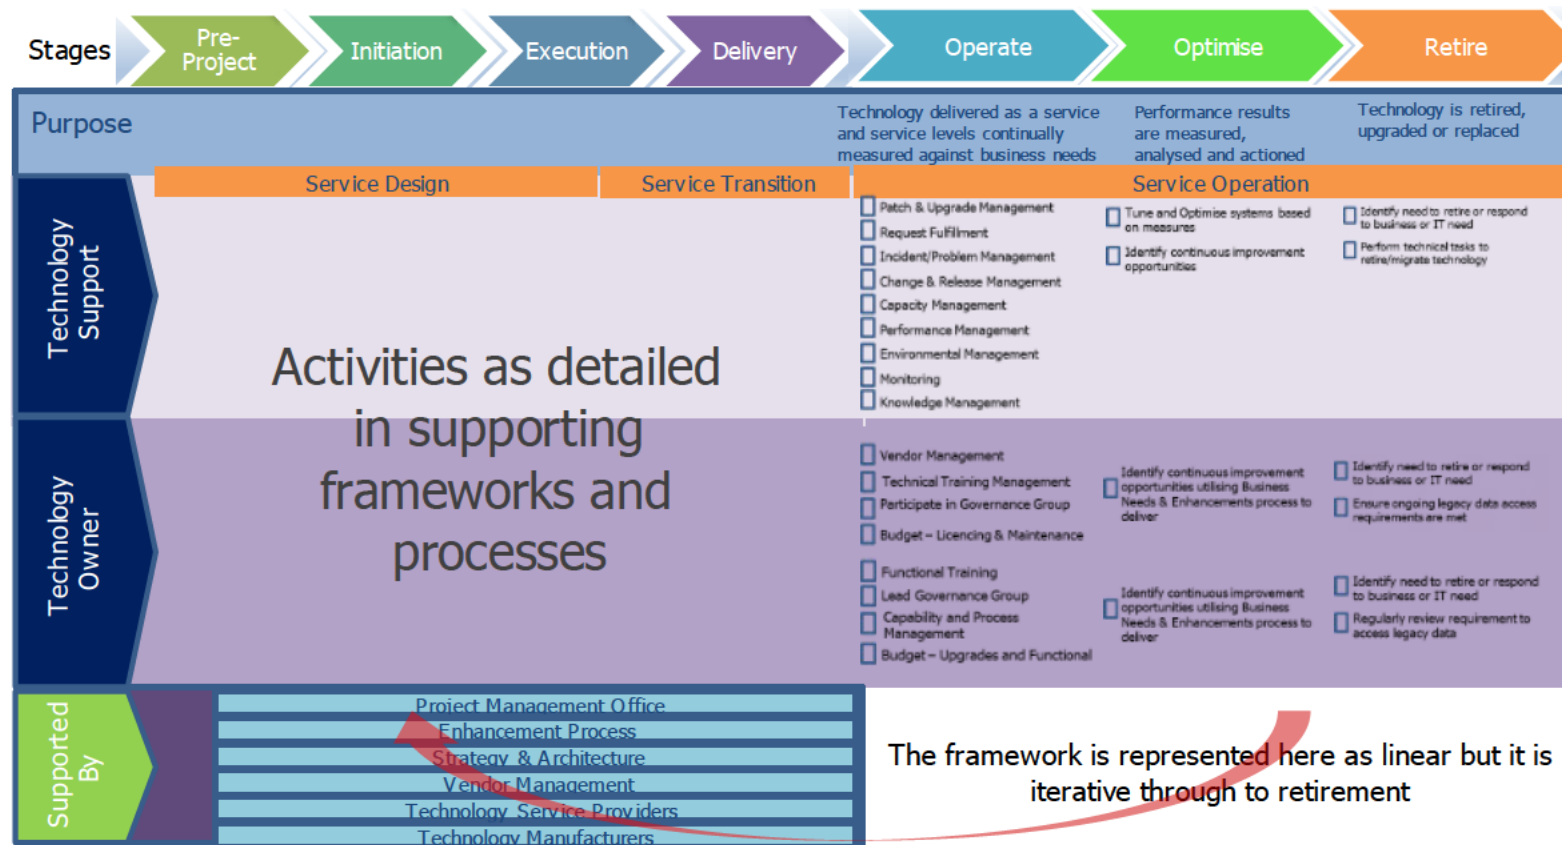 Stages
Pre-
Project
Initiation
Execution
Delivery
Operate
Optimise
Retire
Purpose
Technology delivered as a service
and service levels continually
measured against business needs
Performance results
are measured,
analysed and actioned
Technology is retired,
upgraded or replaced
Service Design
Service Transition
Service Operation
Technology
Support
Activities as detailed
in supporting
frameworks and
processes
Patch & Upgrade Management
Request Fulfillment
Incident/Problem Management
Change & Release Management
Capacity Management
Performance Management
Environmental Management
Monitoring
Knowledge Management
Tune and Optimise systems based
on measures
Identify continuous improvement
opportunities
Identify need to retire or respond
to business or IT need
Perform technical tasks to
retire/migrate technology
Technology
Owner
Vendor Management
Technical Training Management
Participate in Governance Group
Budget – Licencing & Maintenance
Identify continuous improvement
opportunities utilising Business
Needs & Enhancements process to
deliver
Identify need to retire or respond
to business or IT need
Ensure ongoing legacy data access
requirements are met
Functional Training
Lead Governance Group
Capability and Process
Management
Budget – Upgrades and Functional
Identify continuous improvement
opportunities utilising Business
Needs & Enhancements process to
deliver
Identify need to retire or respond
to business or IT need
Regularly review requirement to
access legacy data
Supported
By
Project Management Office
Enhancement Process
Strategy & Architecture
Vendor Management
Technology Service Providers
Technology Manufacturers
The framework is represented here as linear but it is
iterative through to retirement